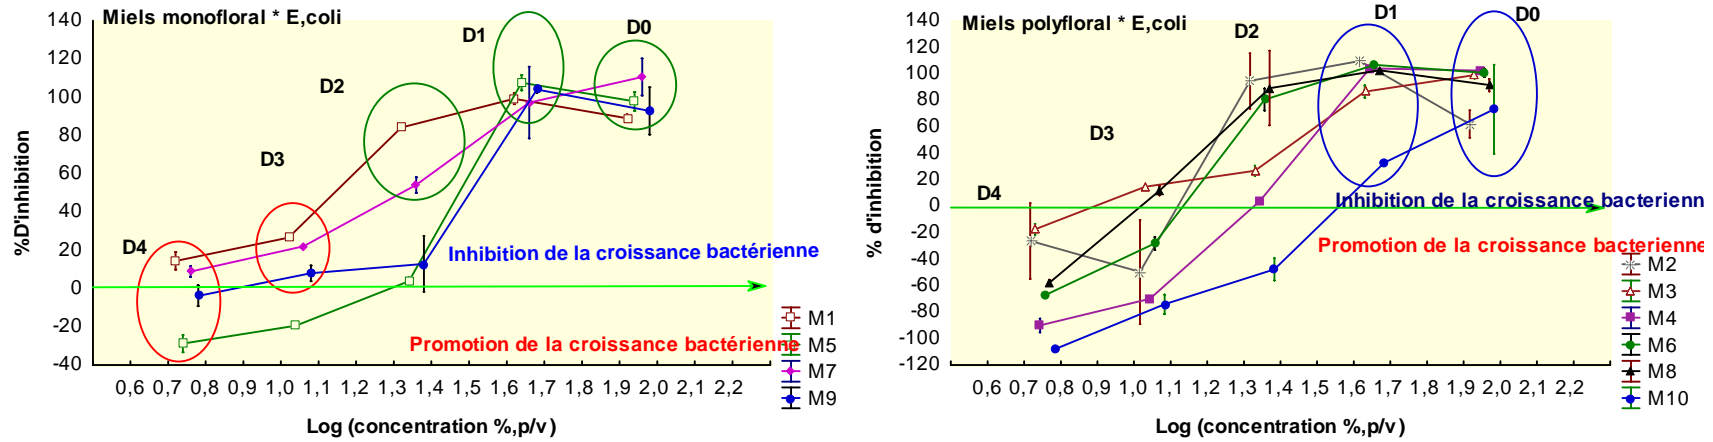 Miels monofloral * E,coli
D1
D0
D2
D3
D4
140
120
100
80
60
40
20
0
-20
-40
%D'inhibition
Inhibition de la croissance bactérienne
Promotion de la croissance bactérienne
M1
M5
M7
M9
0,6 0,7 0,8 0,9 1,0 1,1 1,2 1,3 1,4 1,5 1,6 1,7 1,8 1,9 2,0 2,1 2,2
Log (concentration %,p/v)
Miels polyfloral * E,coli
D1
D0
D2
D3
D4
140
120
100
80
60
40
20
0
-20
-40
-60
-80
-100
-120
% d'inhibition
Inhibition de la croissance bacterienn
Promotion de la croissance bacterienne
M2
M3
M4
M6
M8
M10
0,6 0,7 0,8 0,9 1,0 1,1 1,2 1,3 1,4 1,5 1,6 1,7 1,8 1,9 2,0 2,1 2,2
Log (concentration %,p/v)